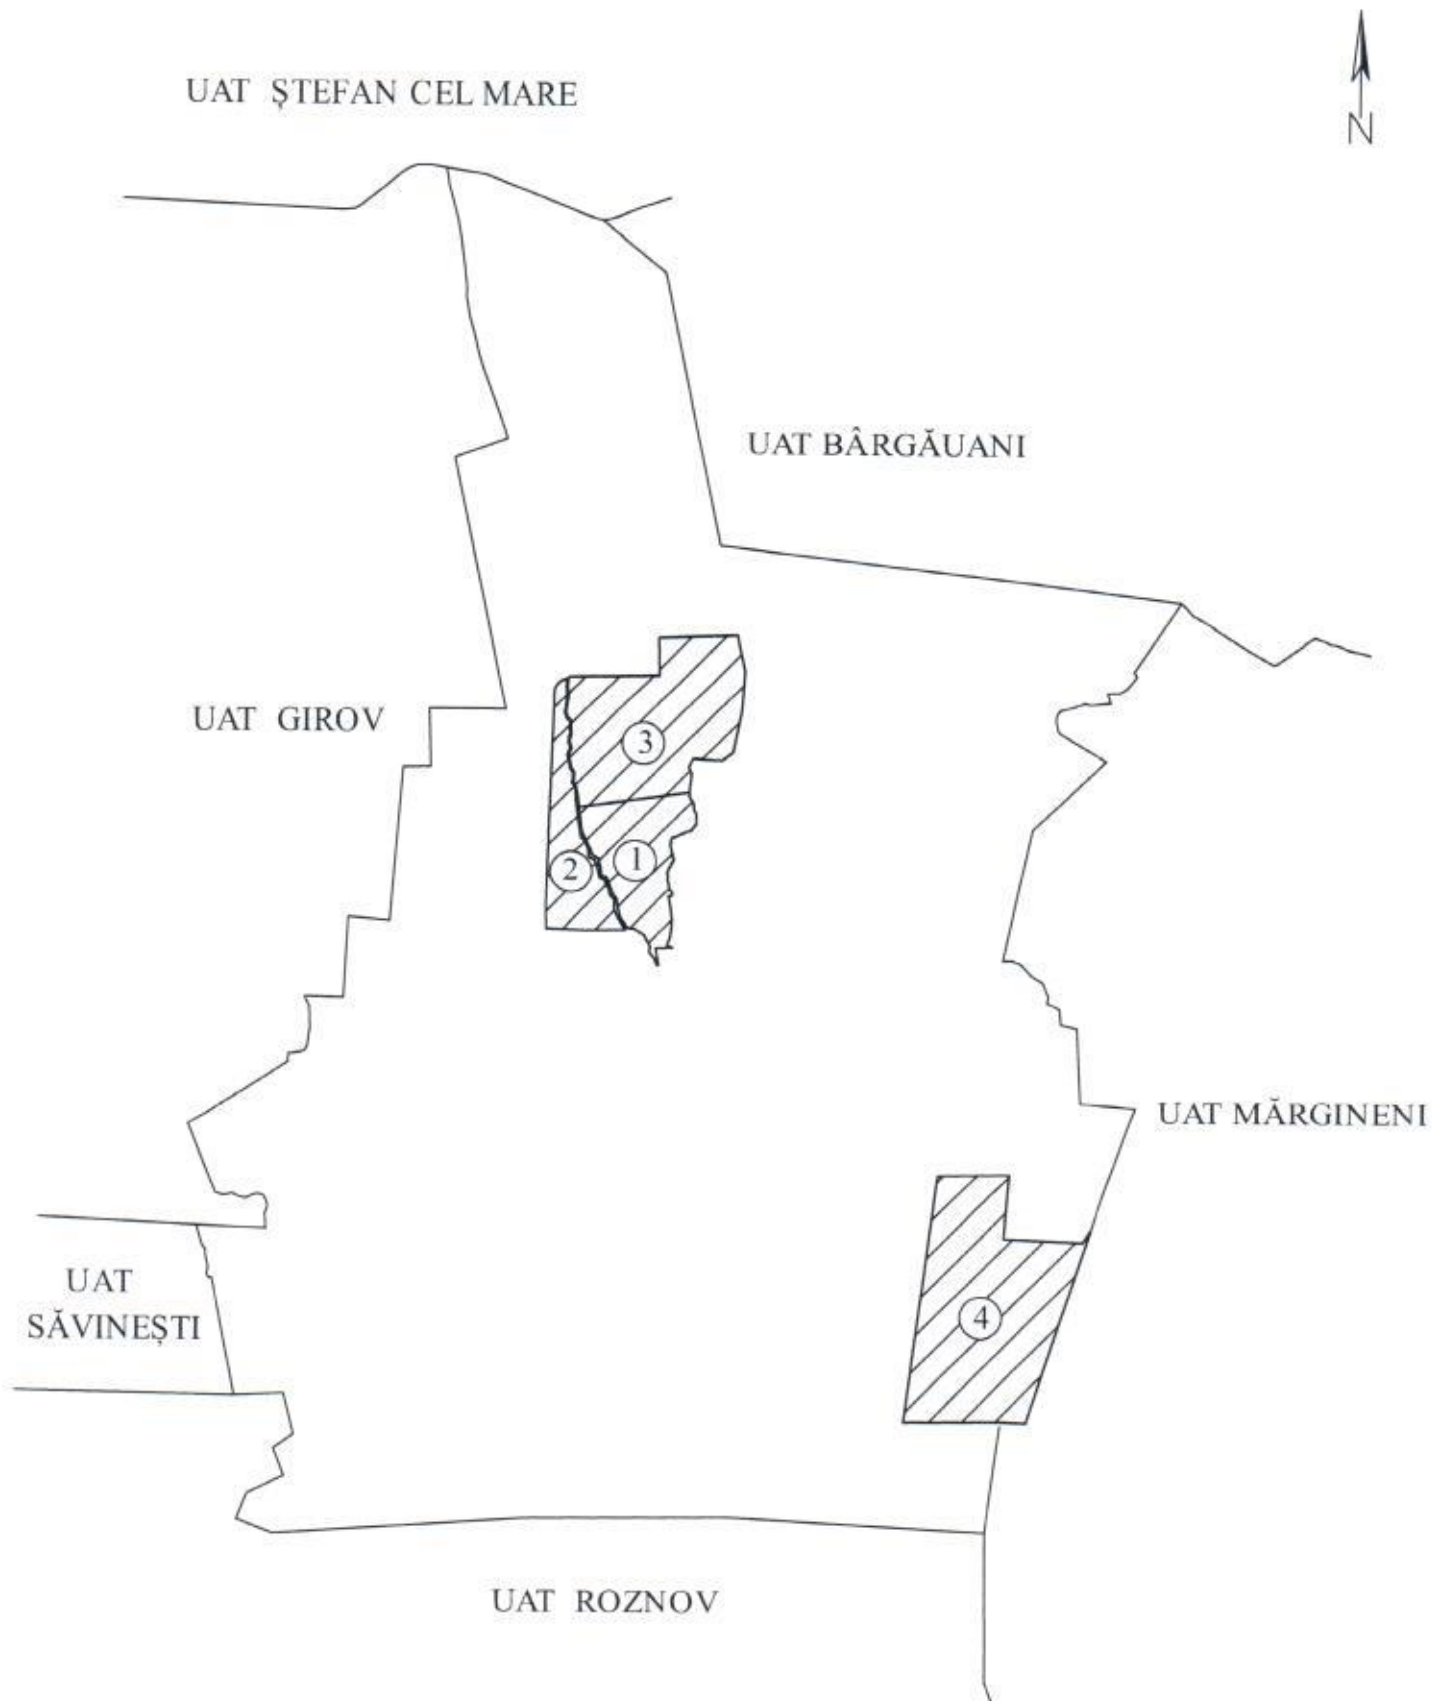 UAT ȘTEFAN CEL MARE
N
UAT BÂRGĂUANI
UAT GIROV
3
2
1
UAT MĂRGINENI
UAT
SĂVINEȘTI
4
UAT ROZNOV